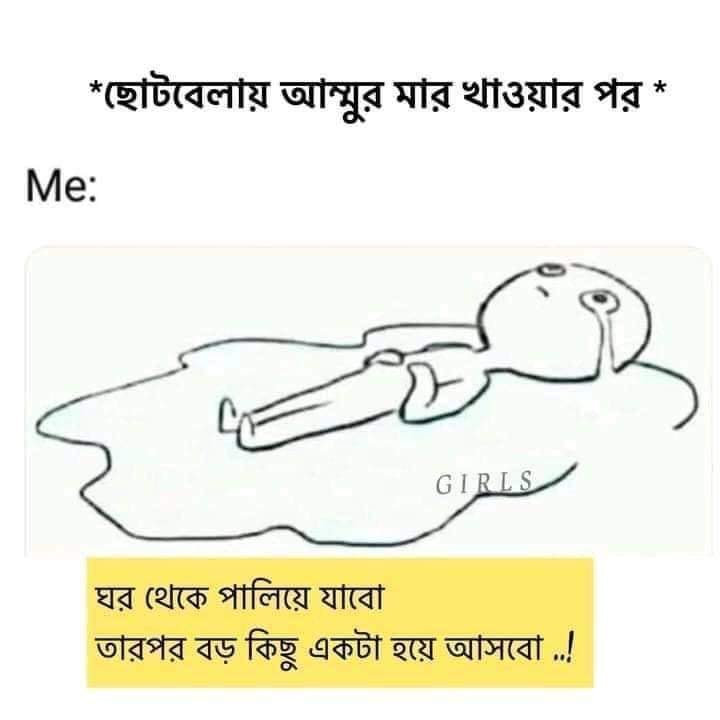 *ছোটবেলায় আম্মুর মার খাওয়ার পর *
Me:
GIRLS
ঘর থেকে পালিয়ে যাবো
তারপর বড় কিছু একটা হয়ে আসবো ..!